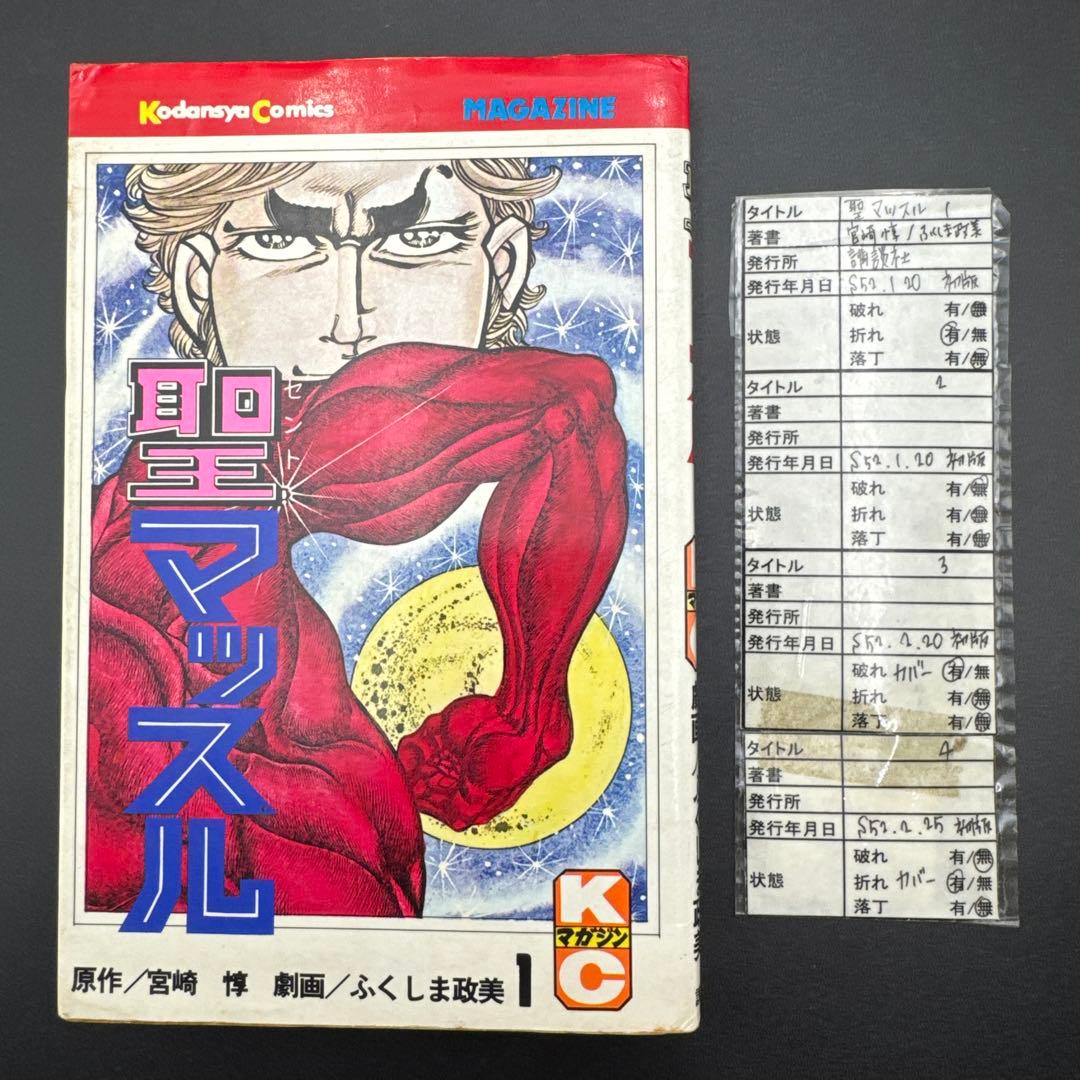 Kodansya Comics
MAGAZINE
聖マッスル
セント
原作／宮崎 惇 劇画／ふくしま政美 1
K
マガジン
C
タイトル 聖マッスル 1
著書 宮崎惇/ふくしま政美
発行所 講談社
発行年月日 S52.1.20 初版
状態
破れ 有/無
折れ 有/無
落丁 有/無
タイトル 2
著書
発行所
発行年月日 S52.1.20 初版
状態
破れ 有/無
折れ 有/無
落丁 有/無
タイトル 3
著書
発行所
発行年月日 S52.2.20 初版
状態
破れ カバー 有/無
折れ 有/無
落丁 有/無
タイトル 4
著書
発行所
発行年月日 S52.2.25 初版
状態
破れ 有/無
折れ カバー 有/無
落丁 有/無